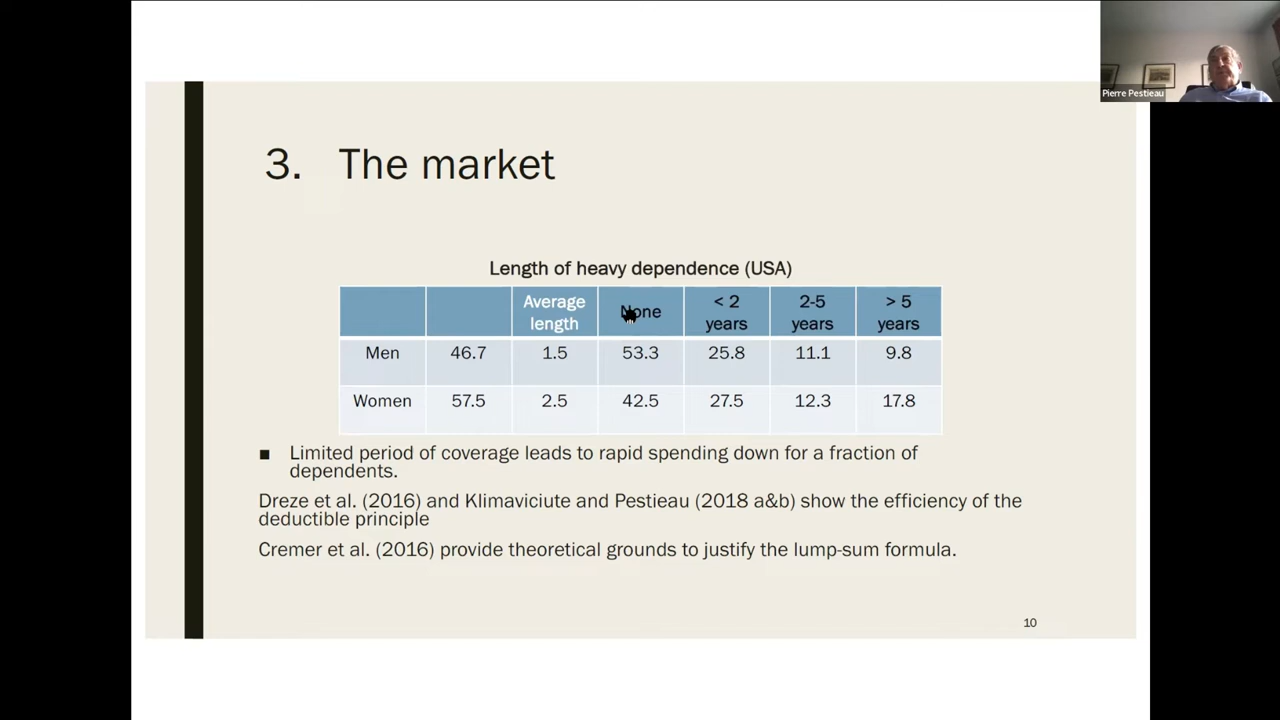 Pierre Pestieau
3. The market
Length of heavy dependence (USA)
Average length None < 2 years 2-5 years > 5 years
Men 46.7 1.5 53.3 25.8 11.1 9.8
Women 57.5 2.5 42.5 27.5 12.3 17.8
■ Limited period of coverage leads to rapid spending down for a fraction of
dependents.
Dreze et al. (2016) and Klimaviciute and Pestieau (2018 a&b) show the efficiency of the
deductible principle
Cremer et al. (2016) provide theoretical grounds to justify the lump-sum formula.
10